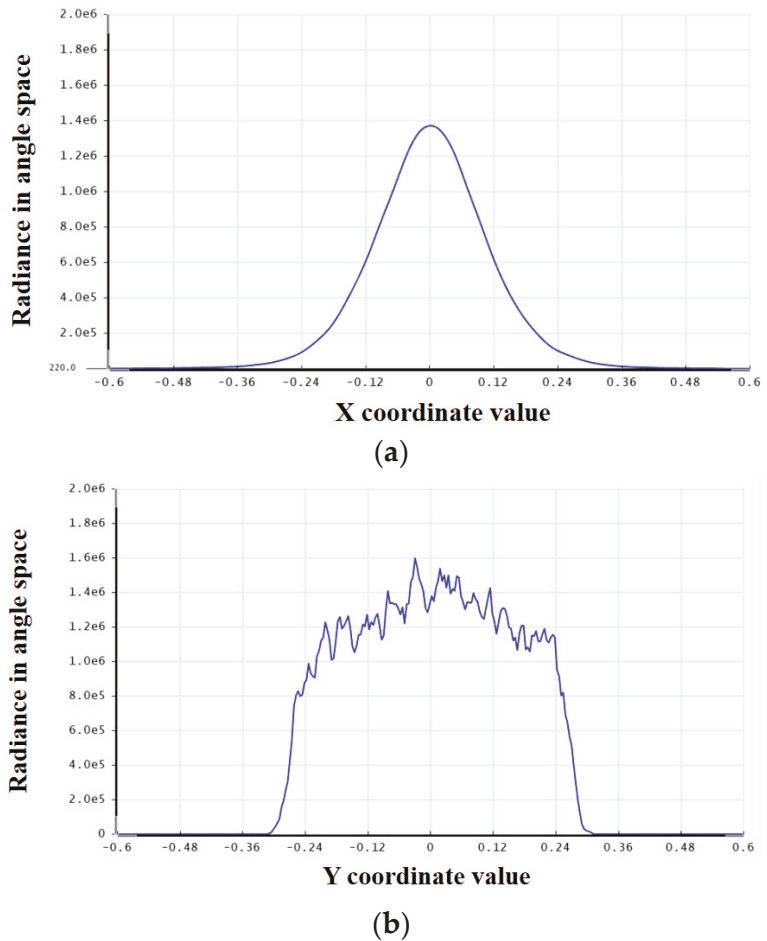 2.0e6
1.8e6
1.6e6
1.4e6
1.2e6
1.0e6
8.0e5
6.0e5
4.0e5
2.0e5
220.0
Radiance in angle space
-0.6 -0.48 -0.36 -0.24 -0.12 0 0.12 0.24 0.36 0.48 0.6
X coordinate value
(a)
2.0e6
1.8e6
1.6e6
1.4e6
1.2e6
1.0e6
8.0e5
6.0e5
4.0e5
2.0e5
0
Radiance in angle space
-0.6 -0.48 -0.36 -0.24 -0.12 0 0.12 0.24 0.36 0.48 0.6
Y coordinate value
(b)